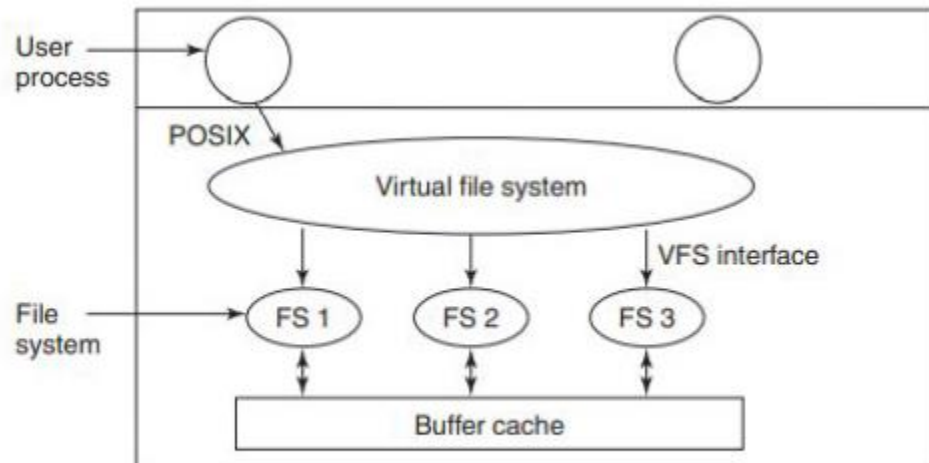 User
process
POSIX
Virtual file system
VFS interface
File
system
FS 1
FS 2
FS 3
Buffer cache